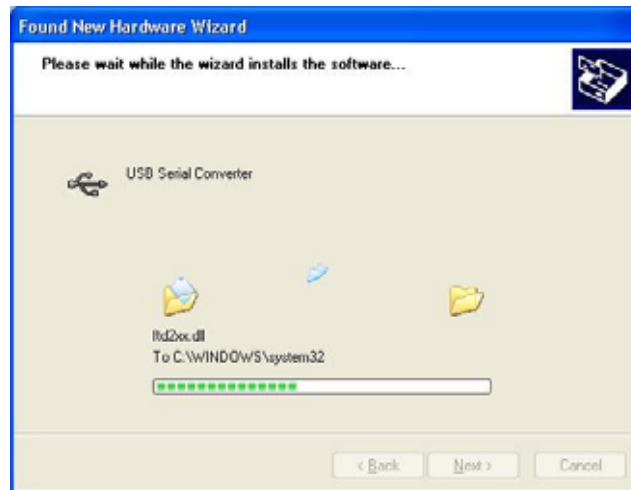 Found New Hardware Wizard
Please wait while the wizard installs the software...
USB Serial Converter
ftd2xx.dll
To C:\WINDOWS\system32
< Back
Next >
Cancel